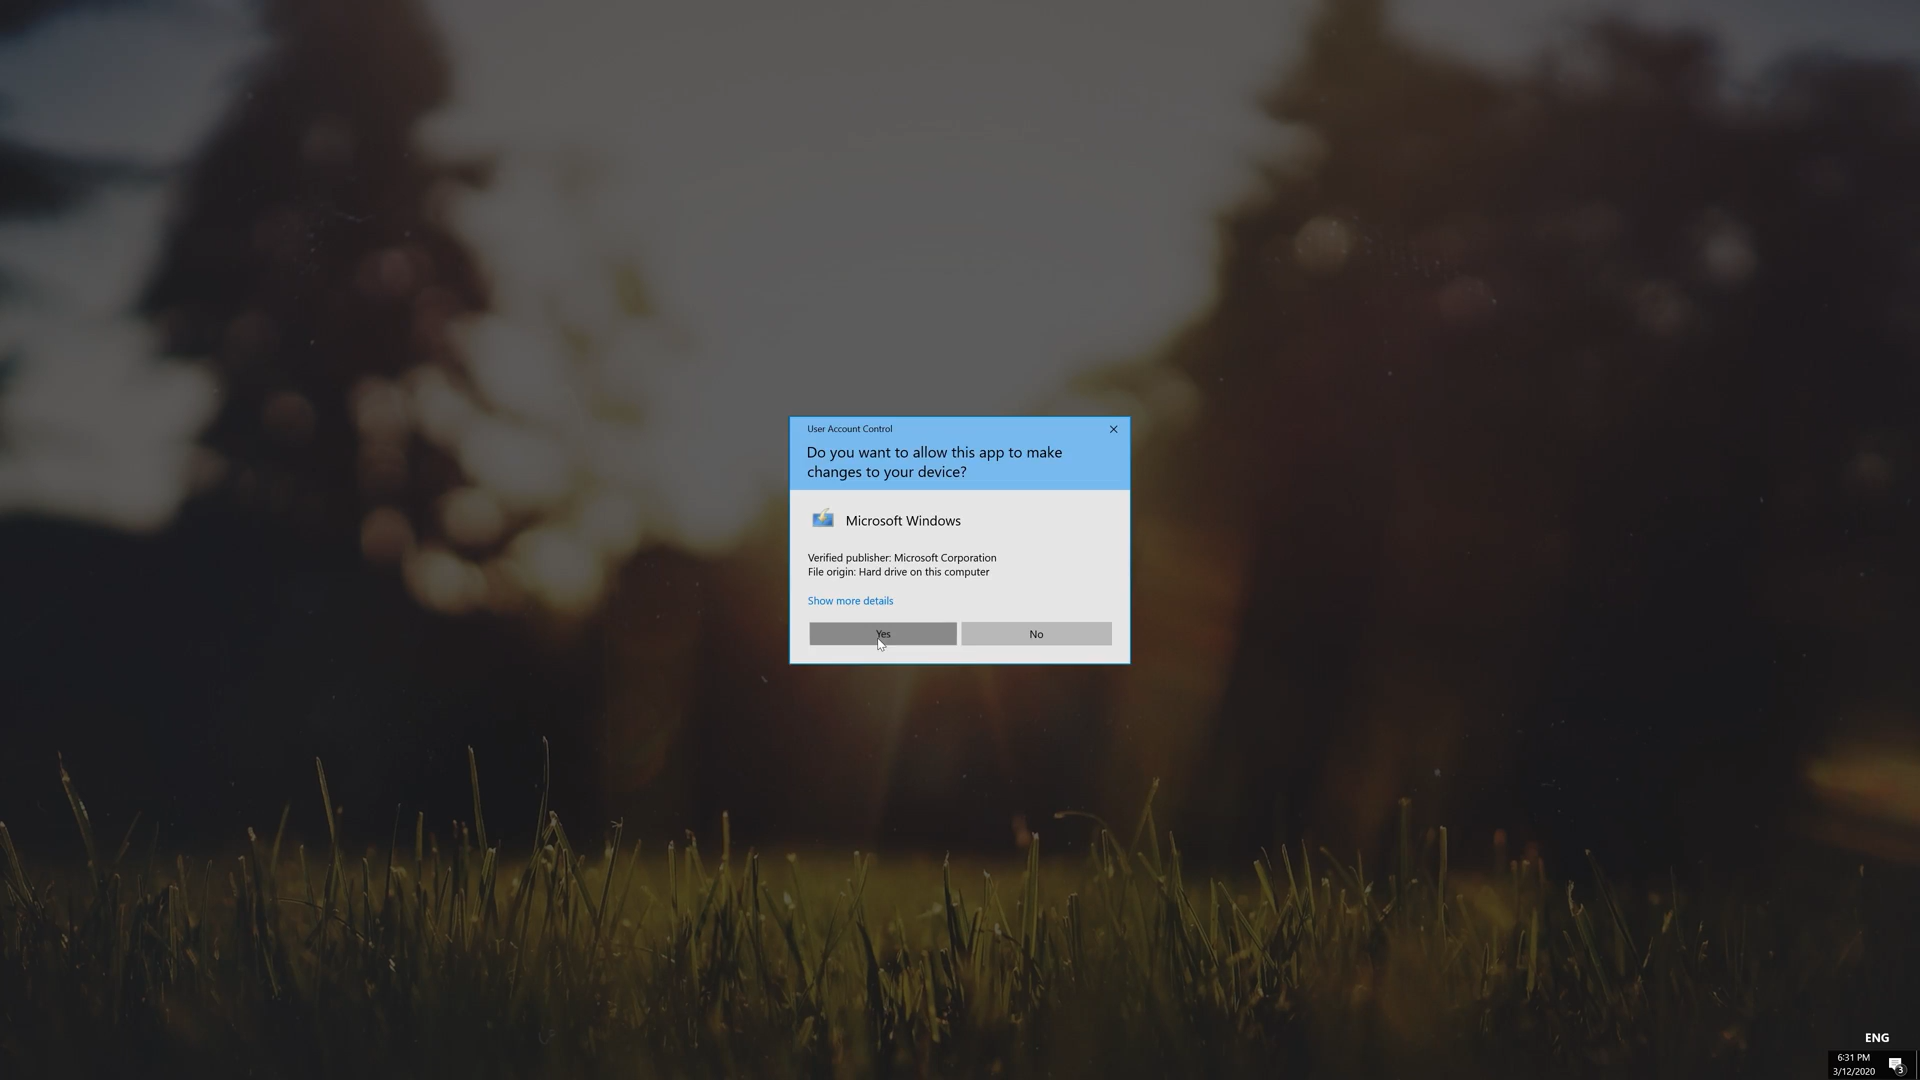 User Account Control
Do you want to allow this app to make
changes to your device?
Microsoft Windows
Verified publisher: Microsoft Corporation
File origin: Hard drive on this computer
Show more details
Yes
No
ENG
6:31 PM
3/12/2020
3